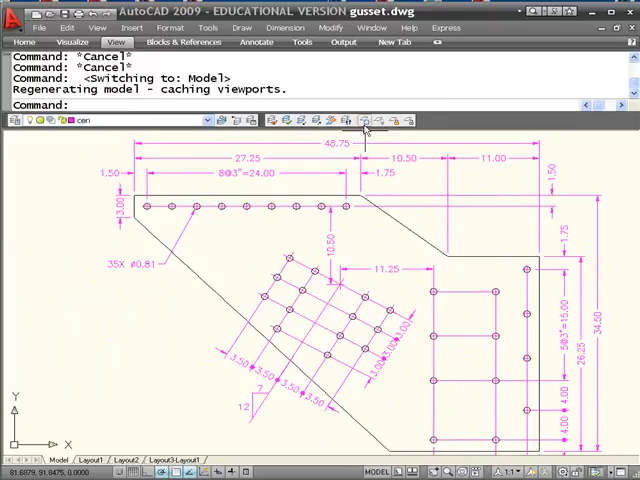 AutoCAD 2009 - EDUCATIONAL VERSION gusset.dwg
File Edit View Insert Format Tools Draw Dimension Modify Window Help Express
Home Visualize View Blocks & References Annotate Tools Output New Tab
Command: *Cancel*
Command: *Cancel*
Command: <Switching to: Model>
Regenerating model - caching viewports.
Command:
cen
48.75
27.25 10.50 11.00
1.50 8@3"=24.00 1.75 1.50
3.00
1.75
10.50
35X ø0.81
11.25
5@3"=15.00
34.50
26.25
3.00
3.00
3.00
3.50
3.50
3.50
3.50
7
12
4.00
4.00
Y
X
Model Layout1 Layout2 Layout3-Layout1
81.6879, 91.8475, 0.0000 MODEL 1:1